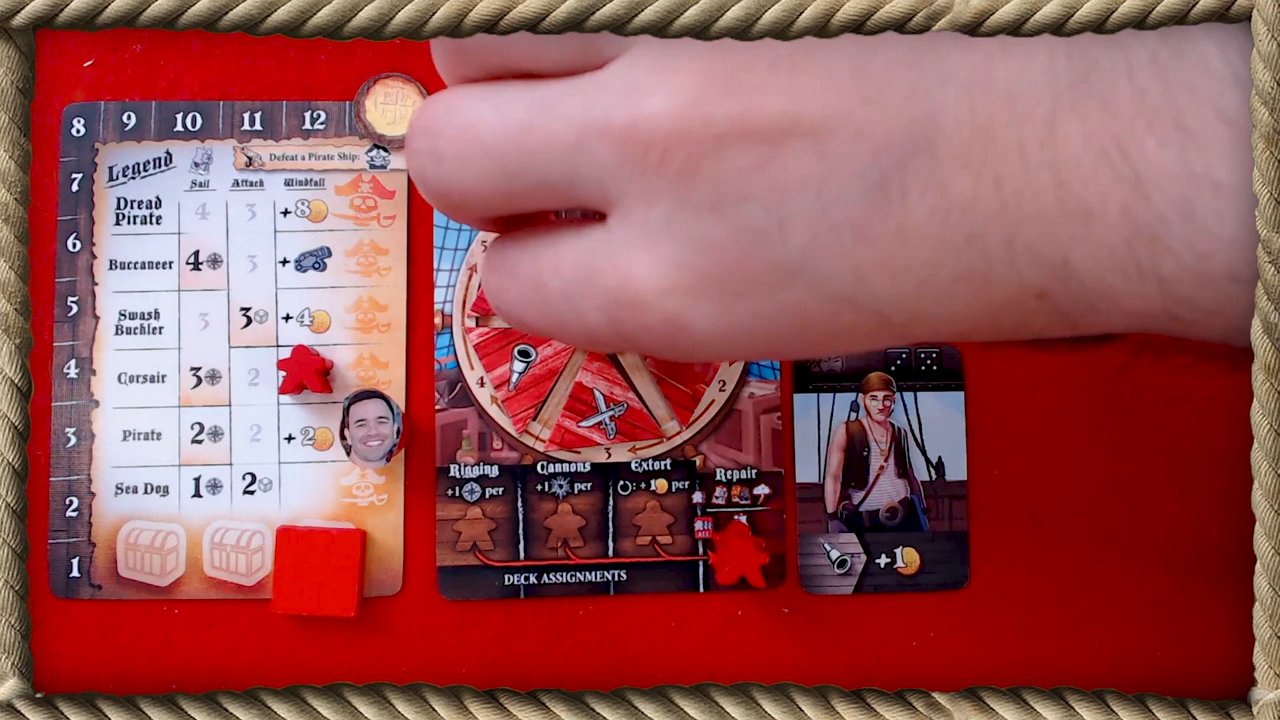 8 9 10 11 12
Legend
Defeat a Pirate Ship:
Sail Attack Windfall
7
Dread Pirate 4 3 +8
6
Buccaneer 4 3 +
5
Swash Buckler 3 3 +4
4
Corsair 3 2
3
Pirate 2 2 +2
2
Sea Dog 1 2
1
5
4
2
3
Rigging Cannons Extort Repair
+1 per +1 per : +1 per
ALL
DECK ASSIGNMENTS
+1